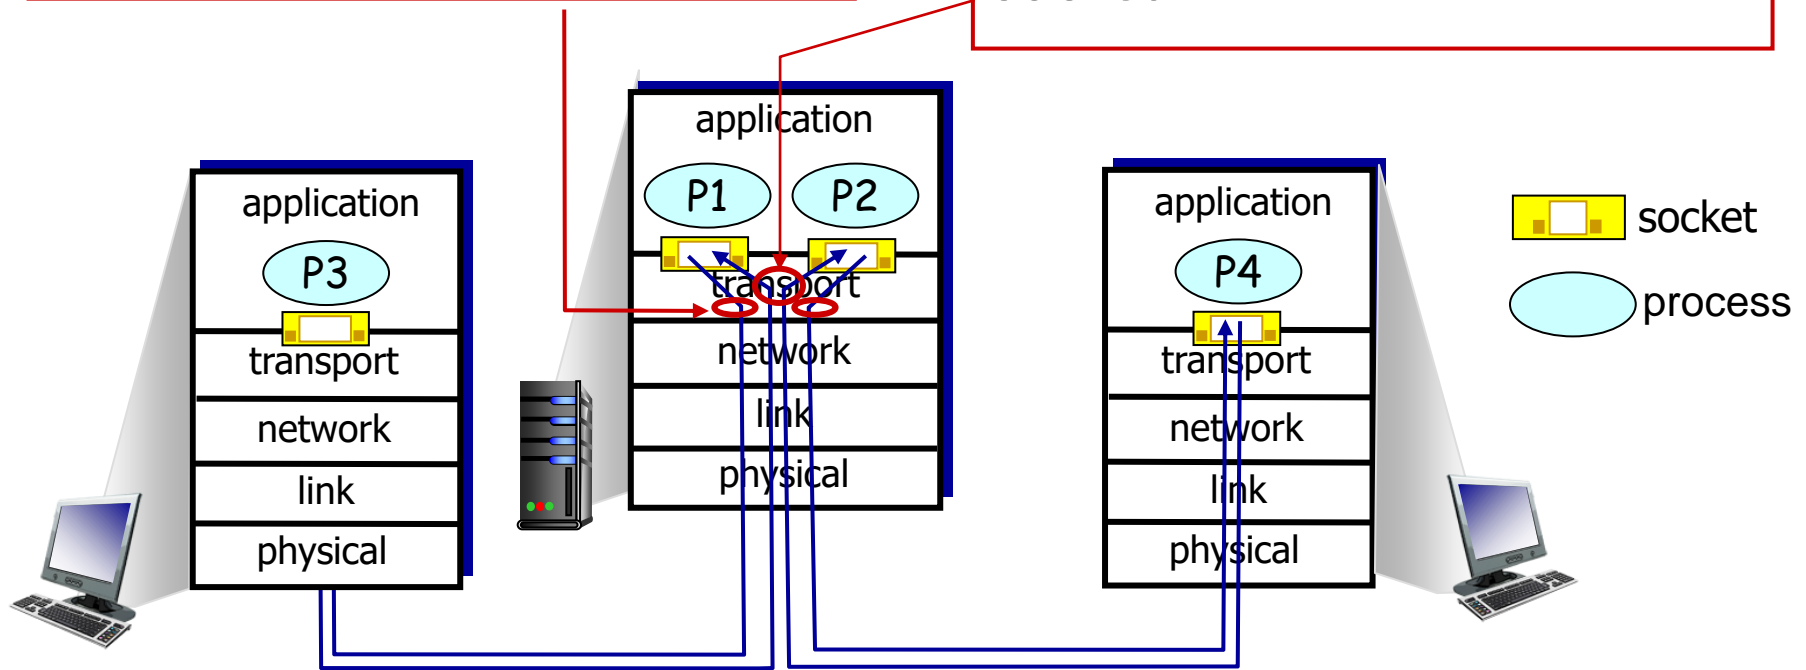 application
P1
P2
transport
network
link
physical
application
P3
transport
network
link
physical
application
P4
transport
network
link
physical
socket
process